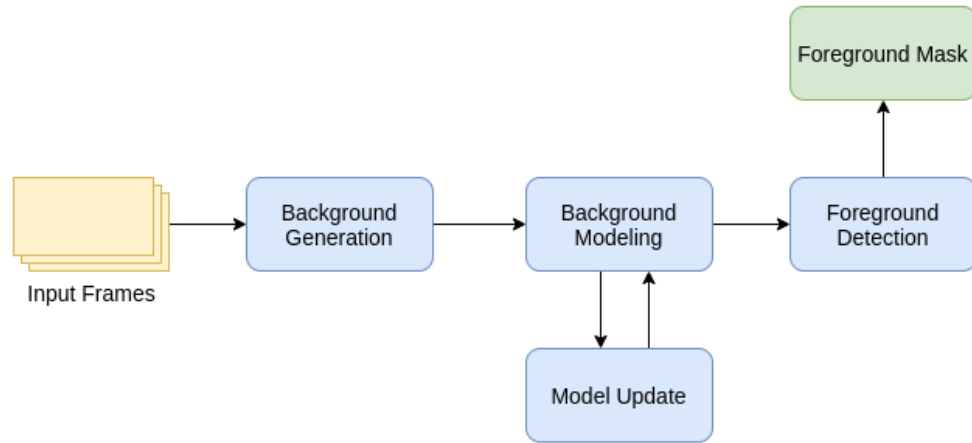 Foreground Mask
Background
Generation
Background
Modeling
Foreground
Detection
Input Frames
Model Update